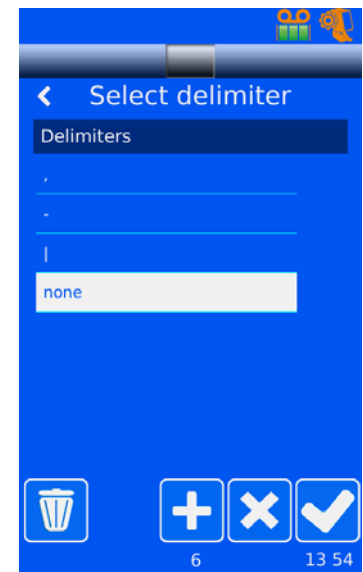 Select delimiter
Delimiters
,
-
|
none
6
13 54